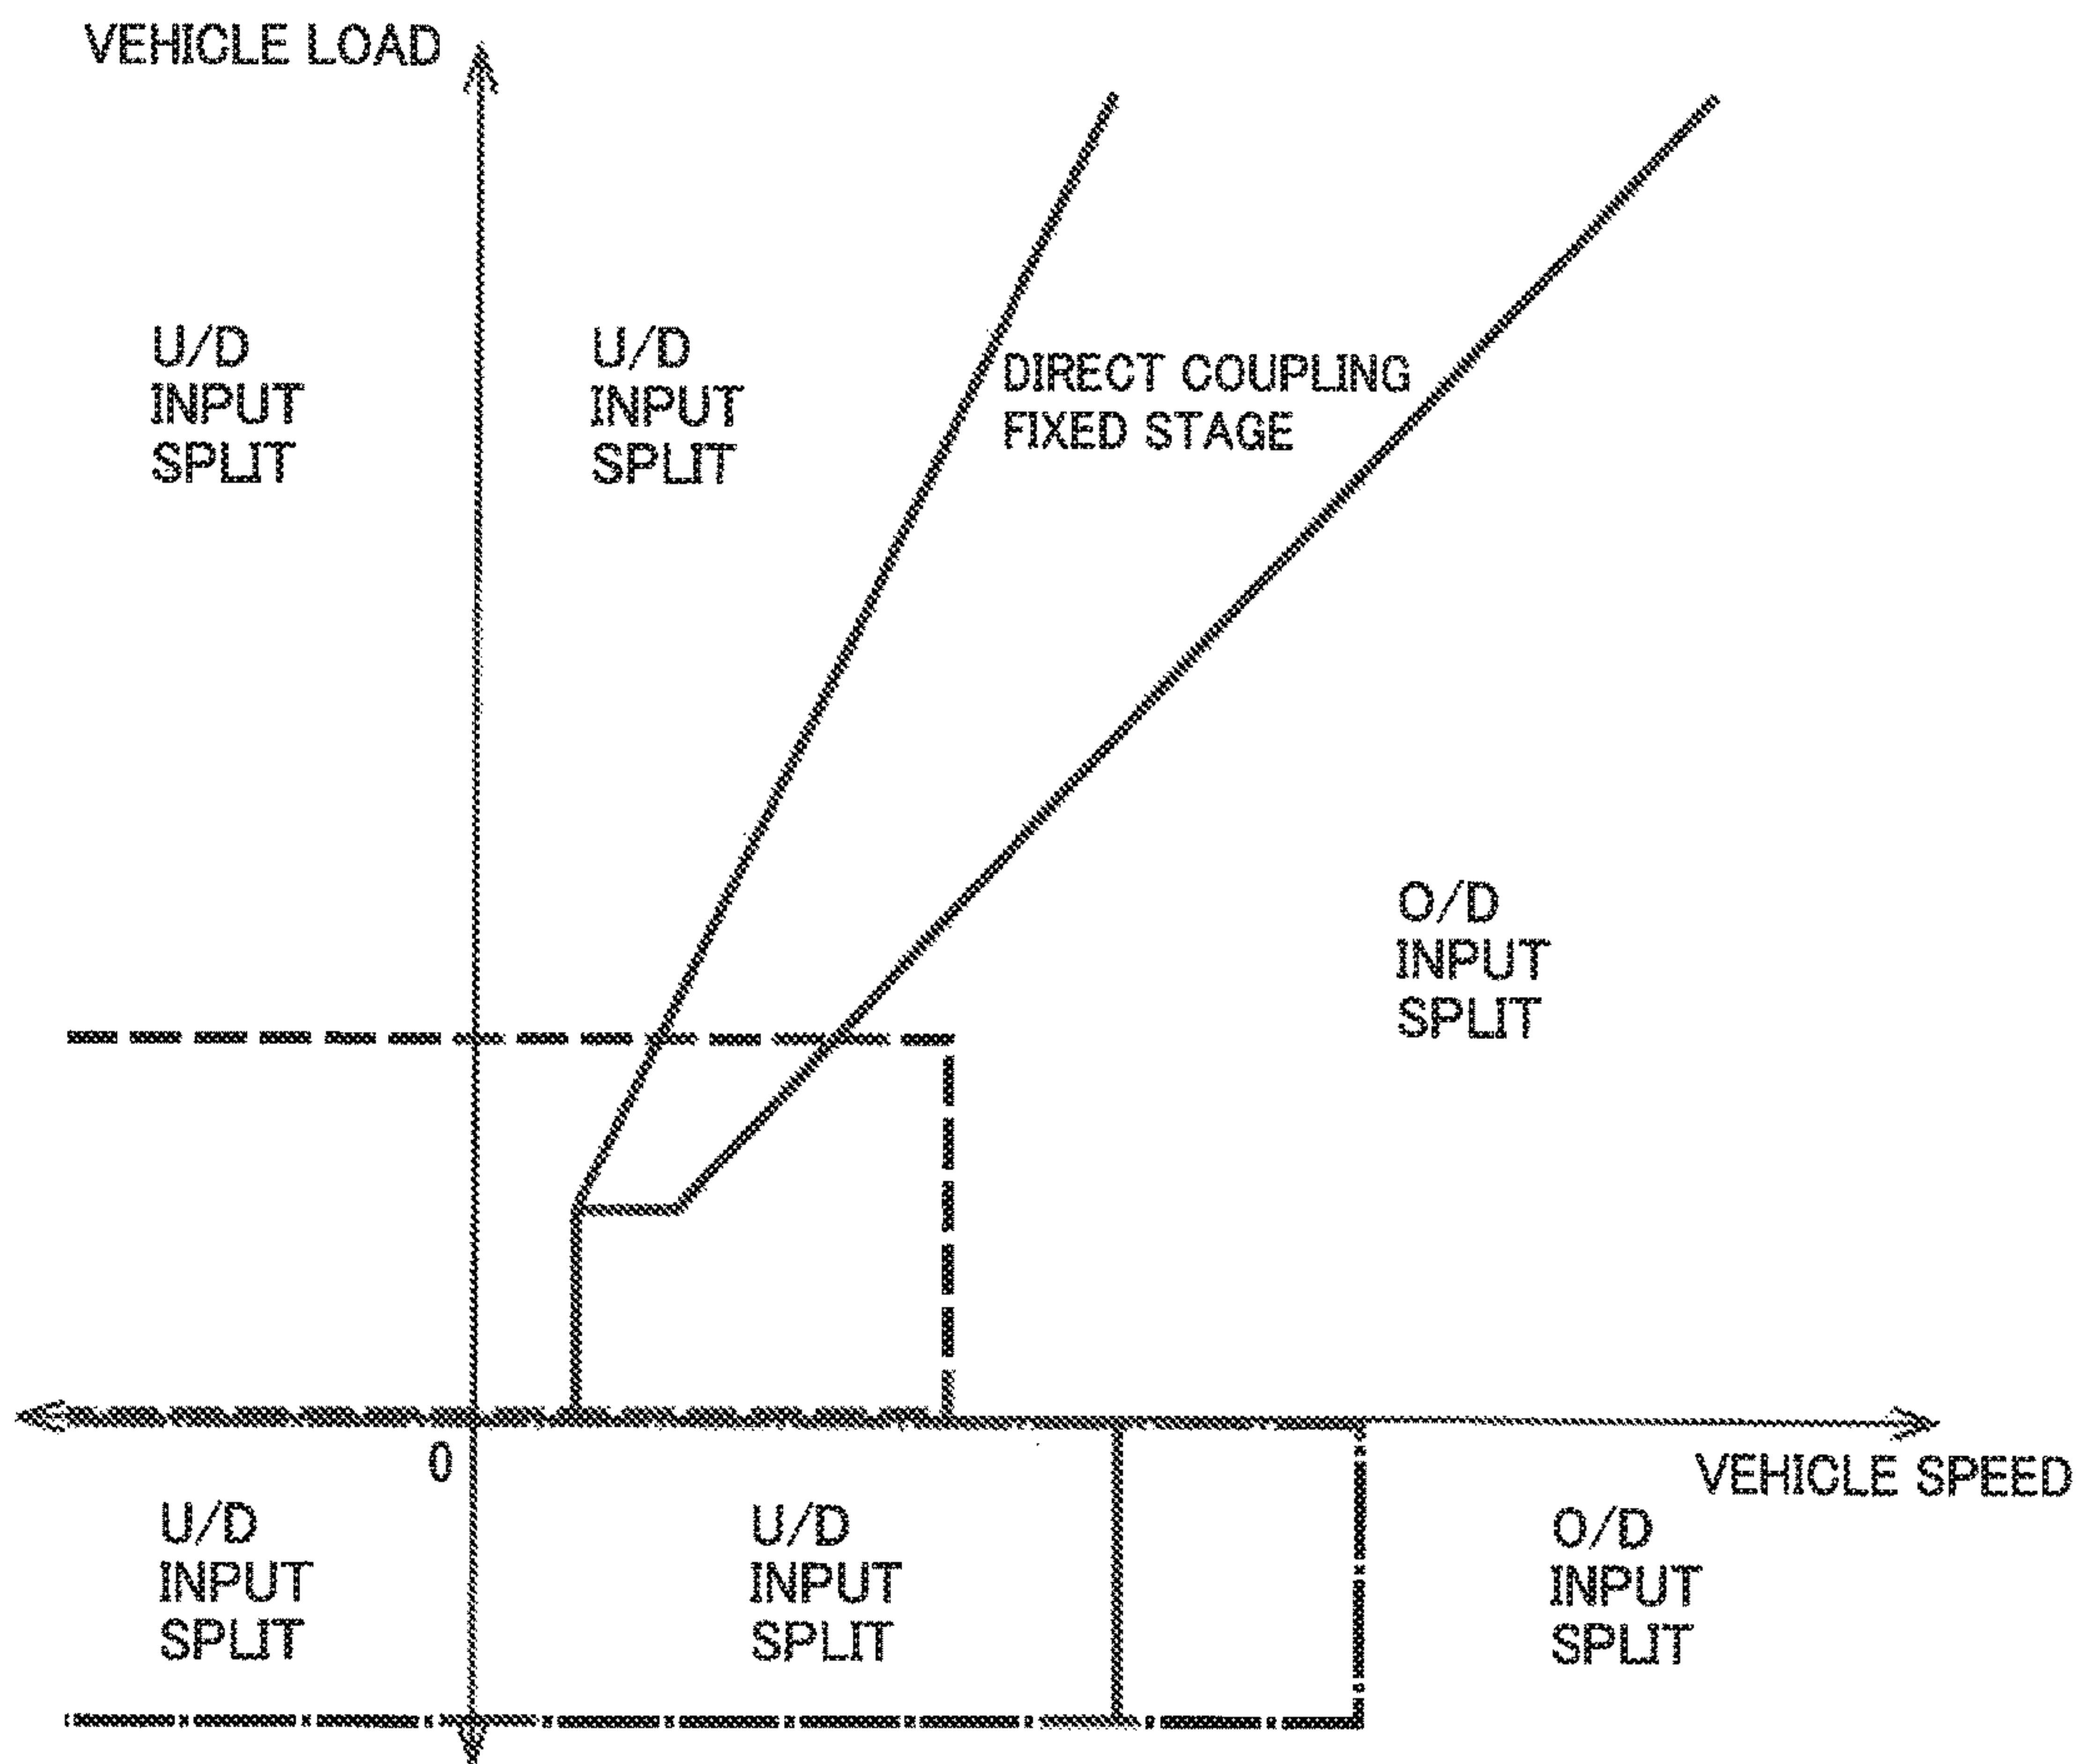 VEHICLE LOAD
U/D
INPUT
SPLIT
U/D
INPUT
SPLIT
DIRECT COUPLING
FIXED STAGE
O/D
INPUT
SPLIT
0
VEHICLE SPEED
U/D
INPUT
SPLIT
U/D
INPUT
SPLIT
O/D
INPUT
SPLIT